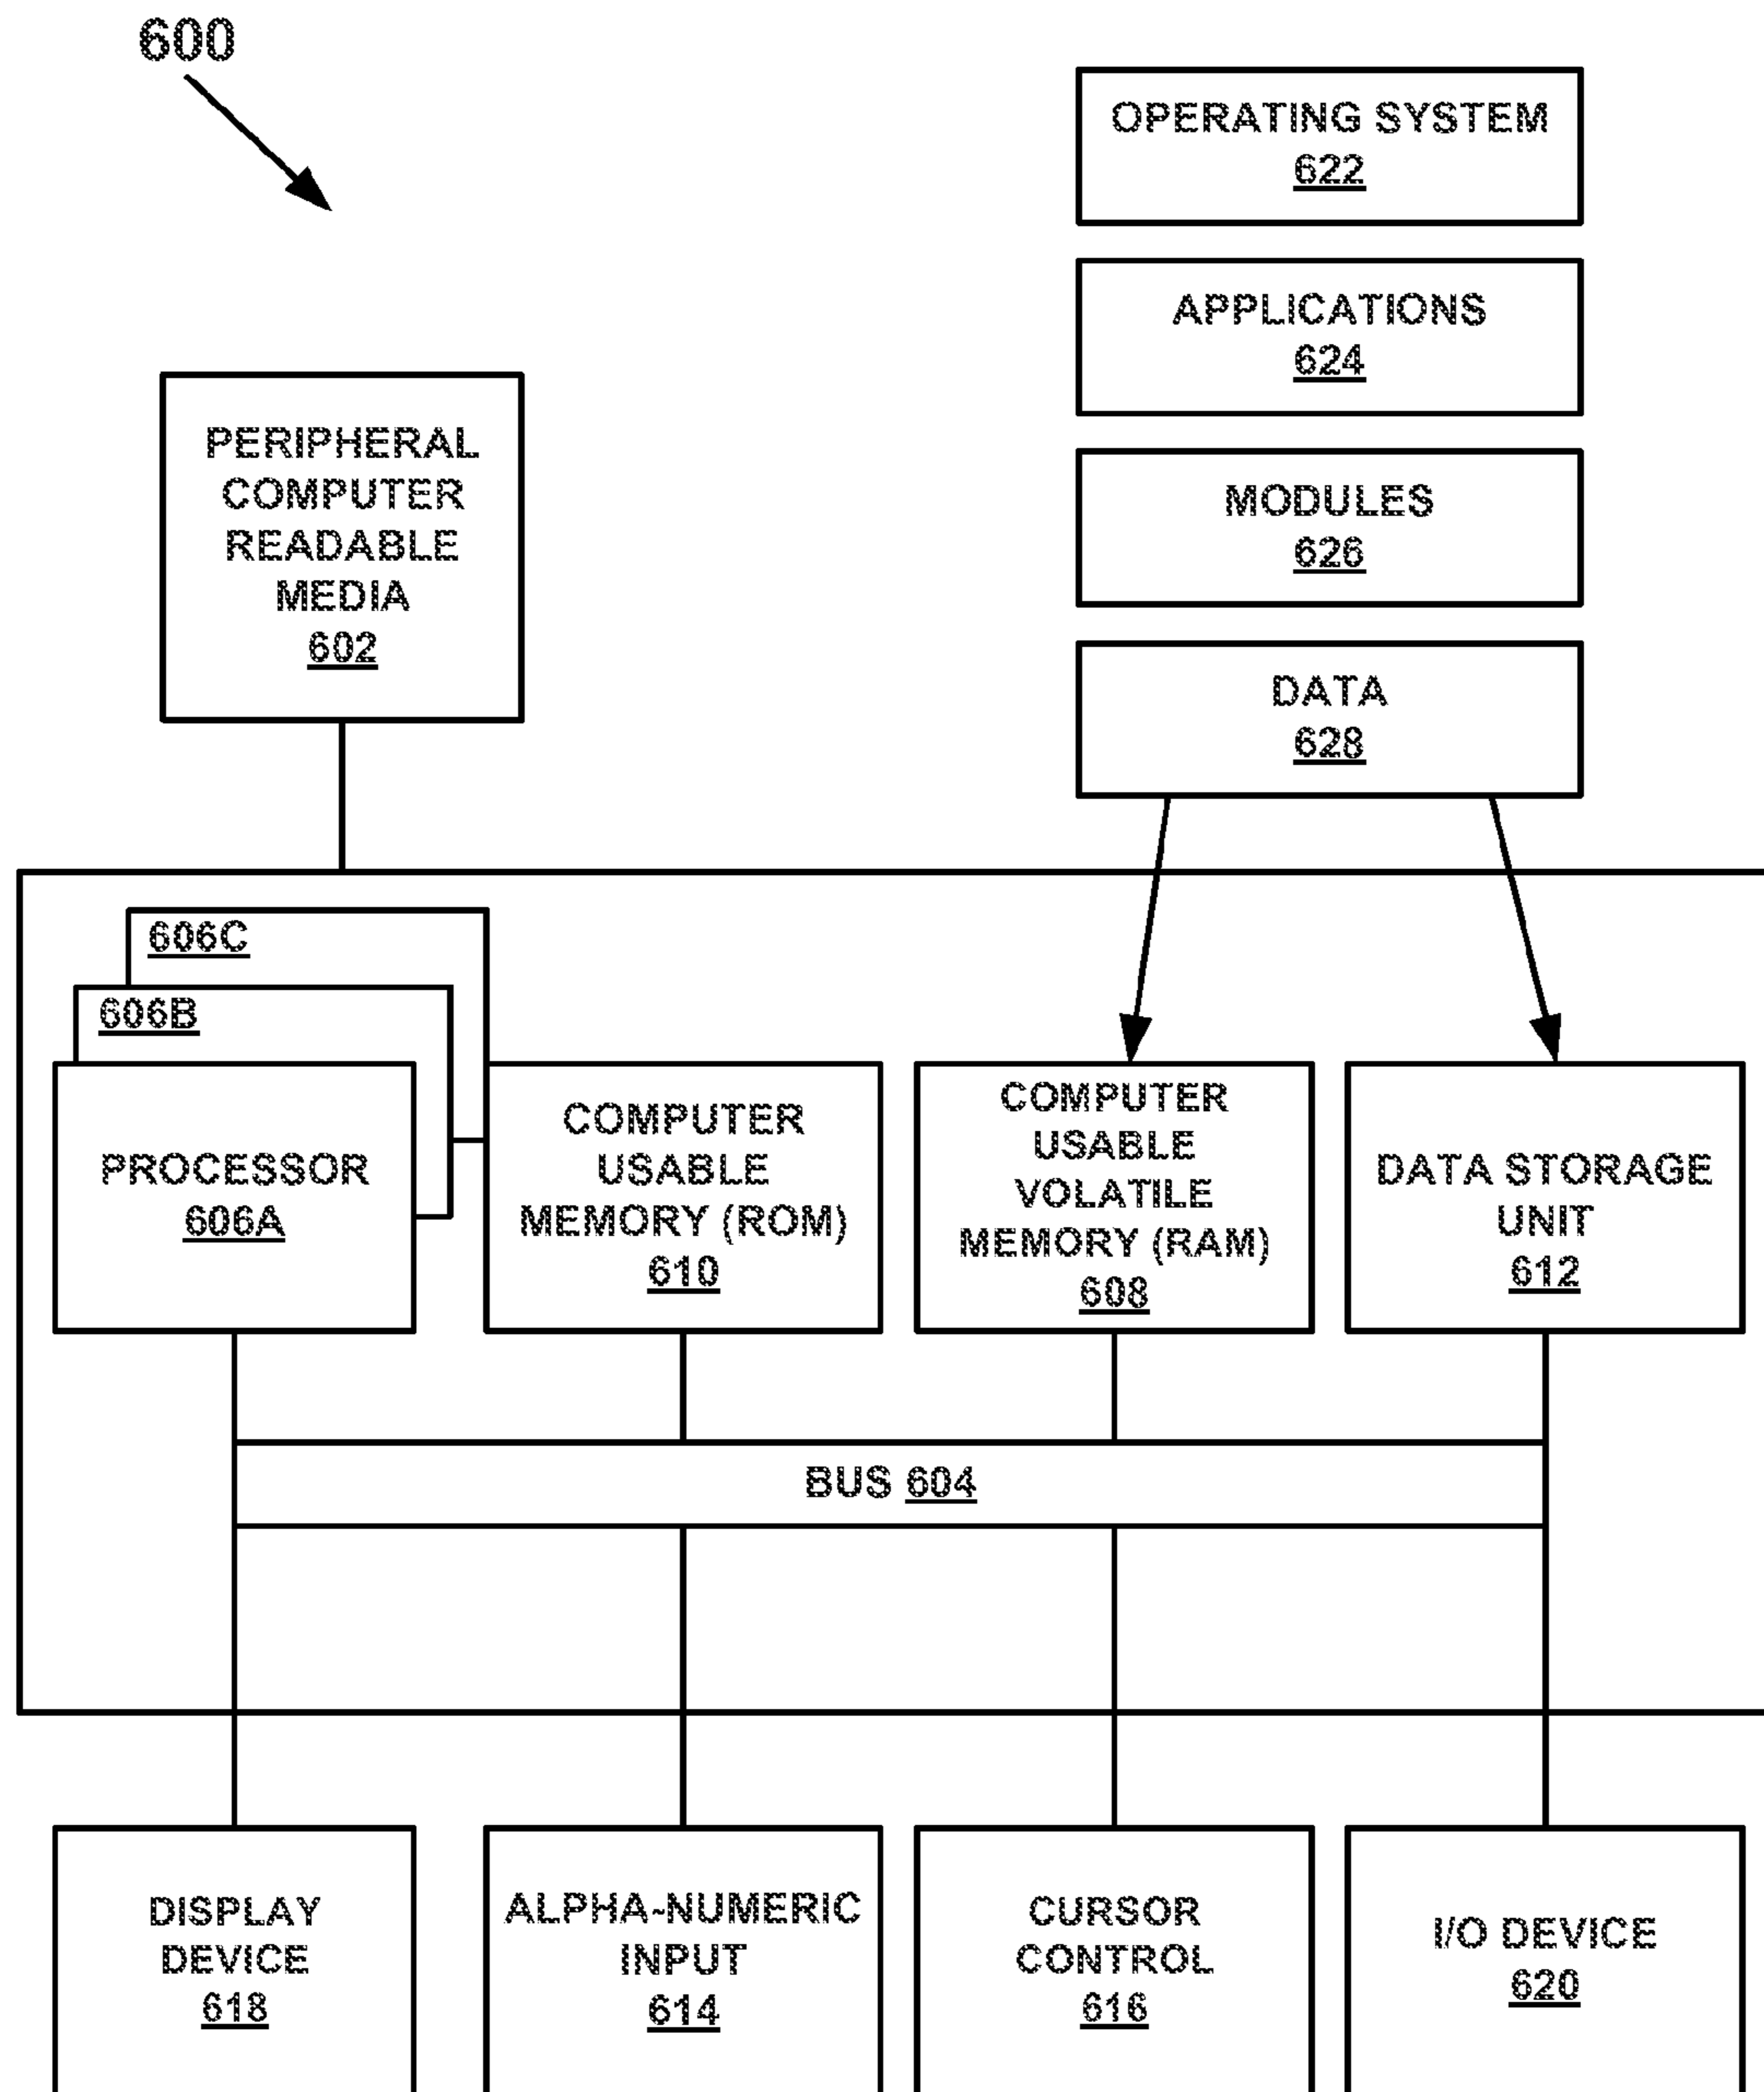 600
OPERATING SYSTEM
622
APPLICATIONS
624
MODULES
626
DATA
628
PERIPHERAL
COMPUTER
READABLE
MEDIA
602
606C
606B
PROCESSOR
606A
COMPUTER
USABLE
MEMORY (ROM)
610
COMPUTER
USABLE
VOLATILE
MEMORY (RAM)
608
DATA STORAGE
UNIT
612
BUS 604
DISPLAY
DEVICE
618
ALPHA-NUMERIC
INPUT
614
CURSOR
CONTROL
616
I/O DEVICE
620